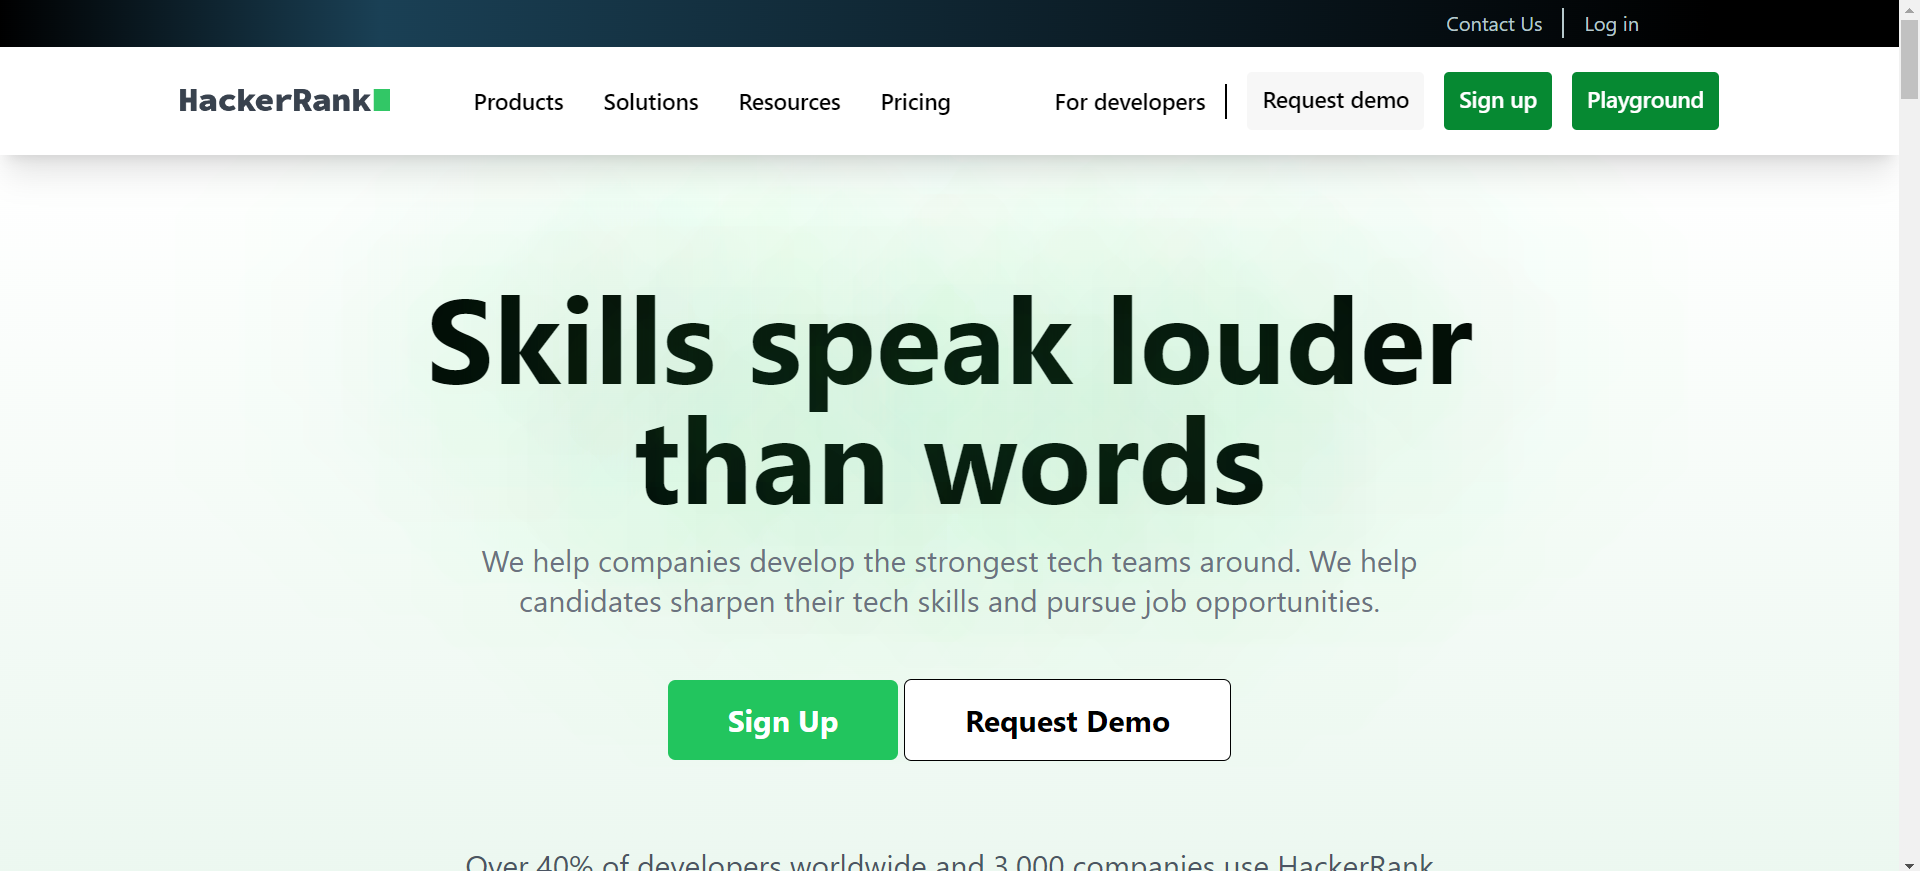 Contact Us Log in
HackerRank Products Solutions Resources Pricing For developers Request demo Sign up Playground
Skills speak louder
than words
We help companies develop the strongest tech teams around. We help
candidates sharpen their tech skills and pursue job opportunities.
Sign Up Request Demo
Over 40% of developers worldwide and 3,000 companies use HackerRank